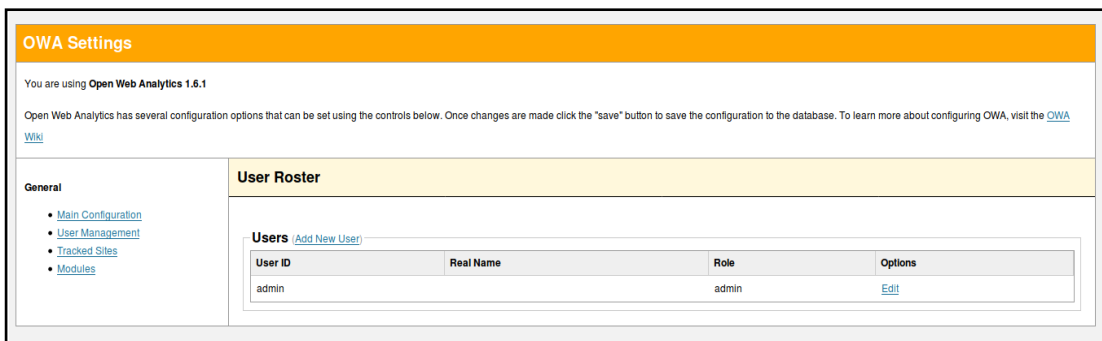 OWA Settings
You are using Open Web Analytics 1.6.1
Open Web Analytics has several configuration options that can be set using the controls below. Once changes are made click the "save" button to save the configuration to the database. To learn more about configuring OWA, visit the OWA
Wiki
General
Main Configuration
User Management
Tracked Sites
Modules
User Roster
Users (Add New User)
User ID Real Name Role Options
admin admin Edit